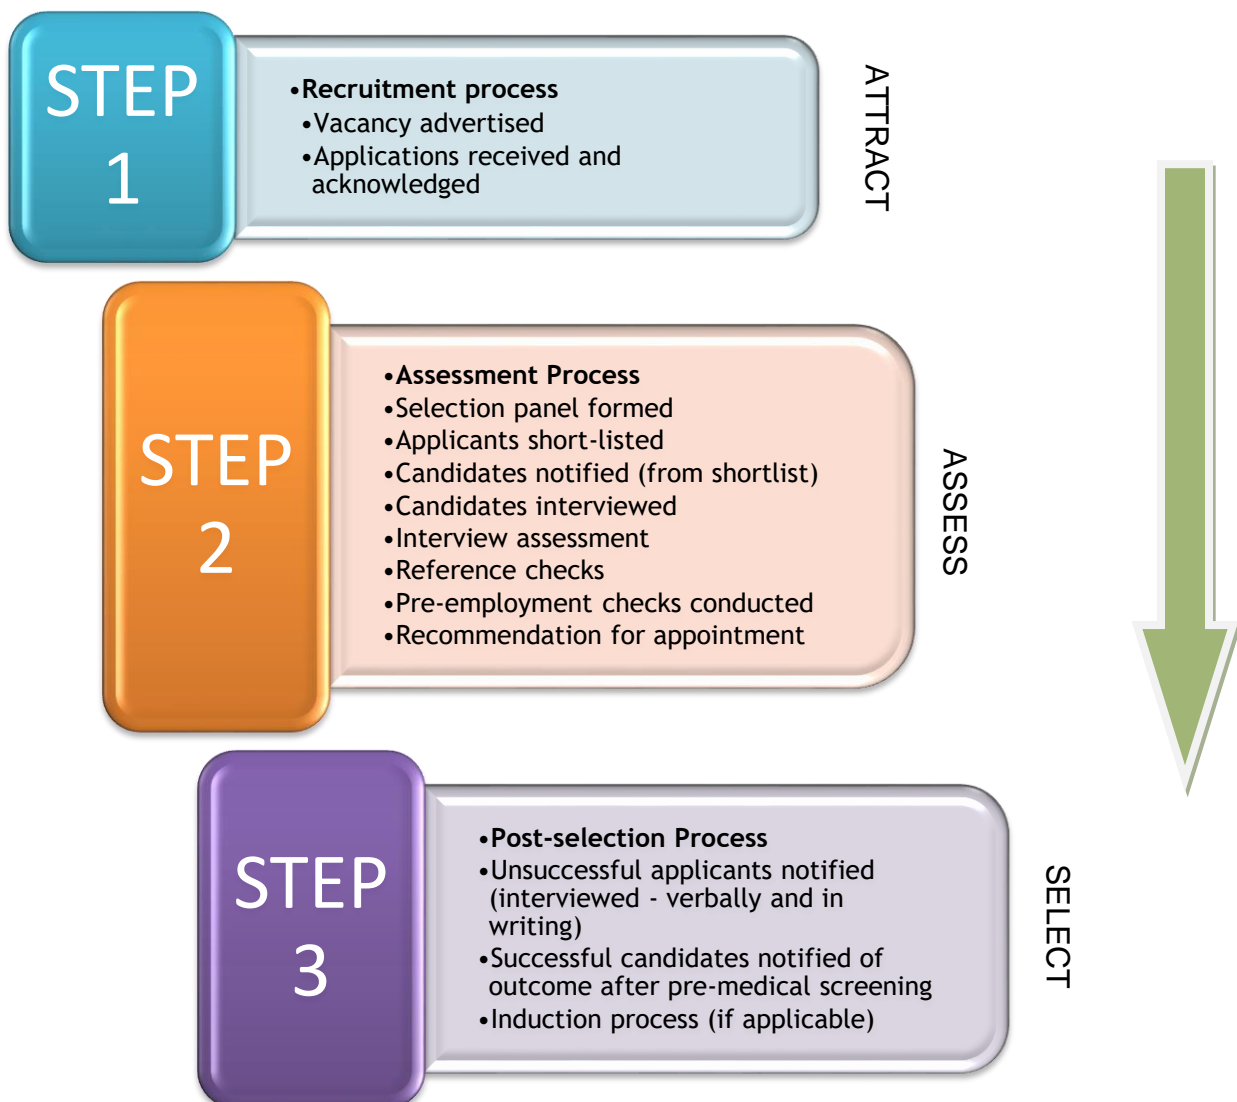 STEP
1
•Recruitment process
•Vacancy advertised
•Applications received and
acknowledged
ATTRACT
STEP
2
•Assessment Process
•Selection panel formed
•Applicants short-listed
•Candidates notified (from shortlist)
•Candidates interviewed
•Interview assessment
•Reference checks
•Pre-employment checks conducted
•Recommendation for appointment
ASSESS
STEP
3
•Post-selection Process
•Unsuccessful applicants notified
(interviewed - verbally and in
writing)
•Successful candidates notified of
outcome after pre-medical screening
•Induction process (if applicable)
SELECT